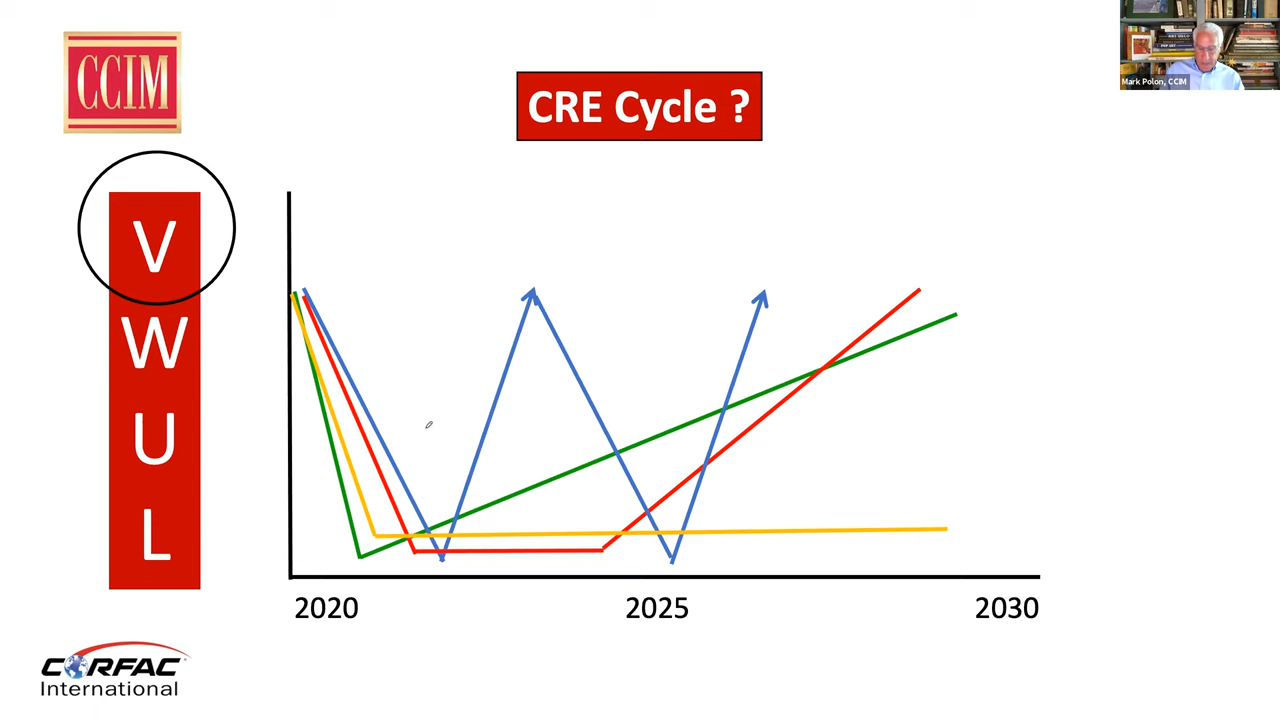 CCIM
CRE Cycle ?
Mark Polon, CCIM
V
W
U
L
2020
2025
2030
CORFAC
International